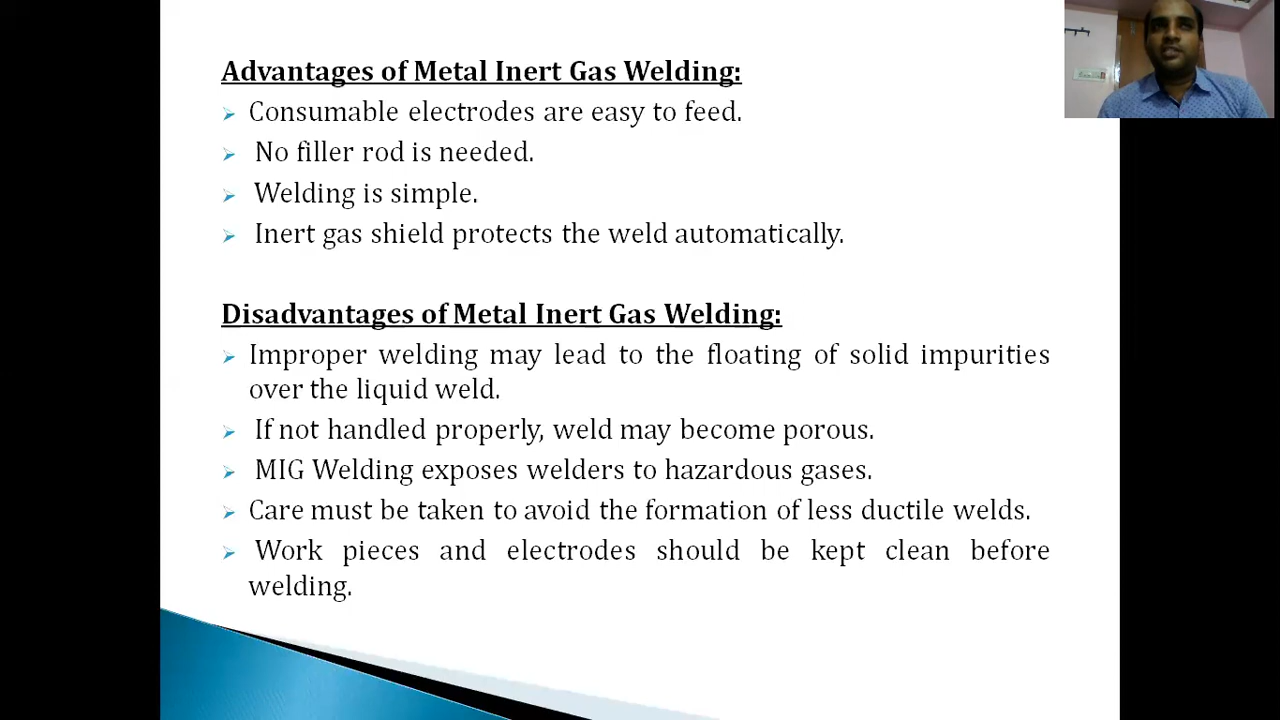 Advantages of Metal Inert Gas Welding:
Consumable electrodes are easy to feed.
No filler rod is needed.
Welding is simple.
Inert gas shield protects the weld automatically.
Disadvantages of Metal Inert Gas Welding:
Improper welding may lead to the floating of solid impurities
over the liquid weld.
If not handled properly, weld may become porous.
MIG Welding exposes welders to hazardous gases.
Care must be taken to avoid the formation of less ductile welds.
Work pieces and electrodes should be kept clean before
welding.